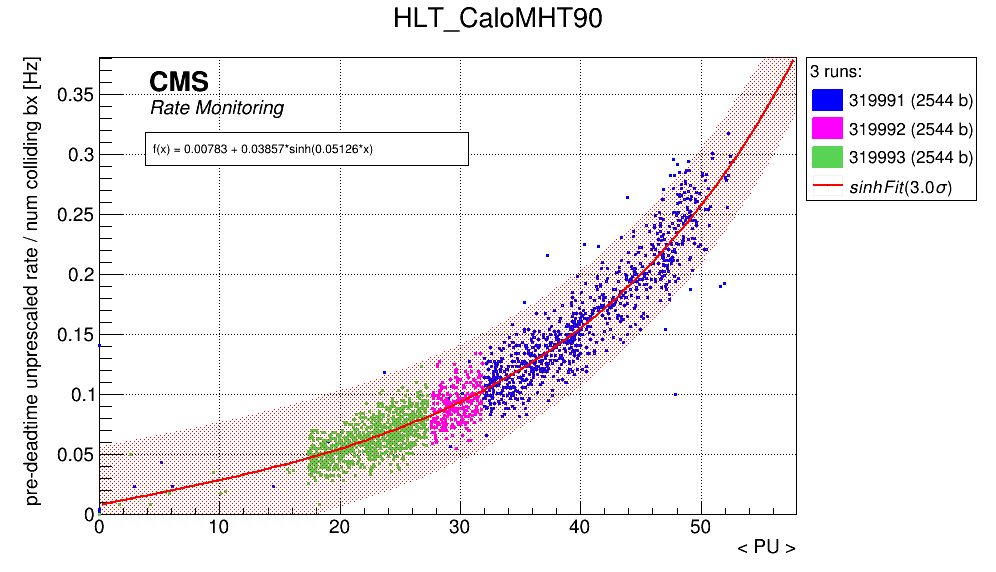 HLT_CaloMHT90
pre-deadtime unprescaled rate / num colliding bx [Hz]
CMS
Rate Monitoring
f(x) = 0.00783 + 0.03857*sinh(0.05126*x)
0.35
0.3
0.25
0.2
0.15
0.1
0.05
0
0 10 20 30 40 50
< PU >
3 runs:
319991 (2544 b)
319992 (2544 b)
319993 (2544 b)
sinhFit(3.0σ)